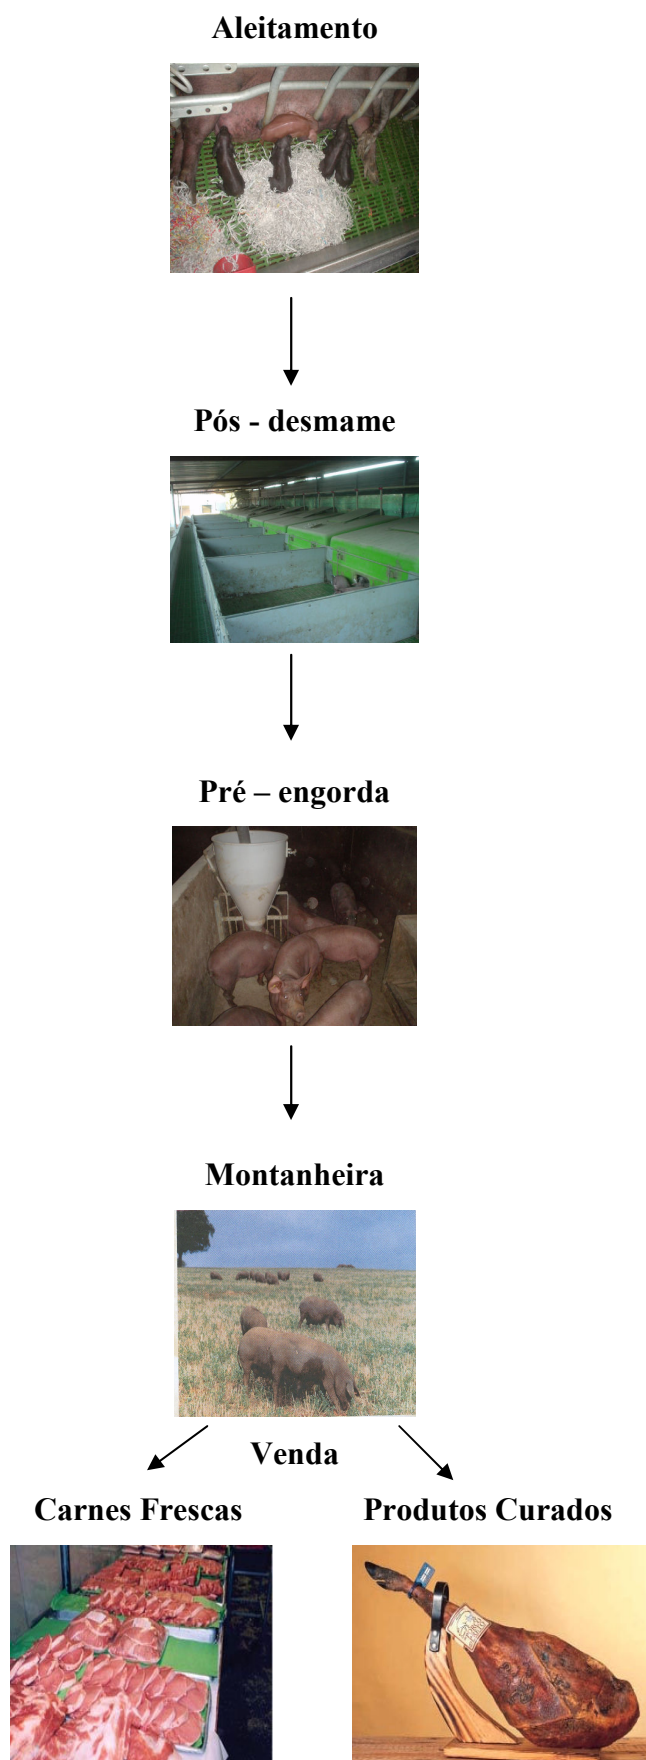 Aleitamento
Pós - desmame
Pré – engorda
Montanheira
Venda
Carnes Frescas
Produtos Curados